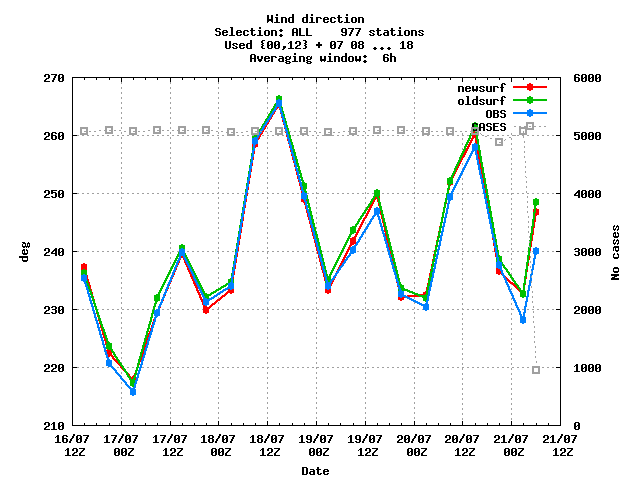 Wind direction
Selection: ALL    977 stations
Used {00,12} + 07 08 ... 18
Averaging window:  6h
270
260
250
240
230
220
210
6000
5000
4000
3000
2000
1000
0
newsurf
oldsurf
OBS
CASES
deg
No cases
16/07 17/07 17/07 18/07 18/07 19/07 19/07 20/07 20/07 21/07 21/07
12Z 00Z 12Z 00Z 12Z 00Z 12Z 00Z 12Z 00Z 12Z
Date